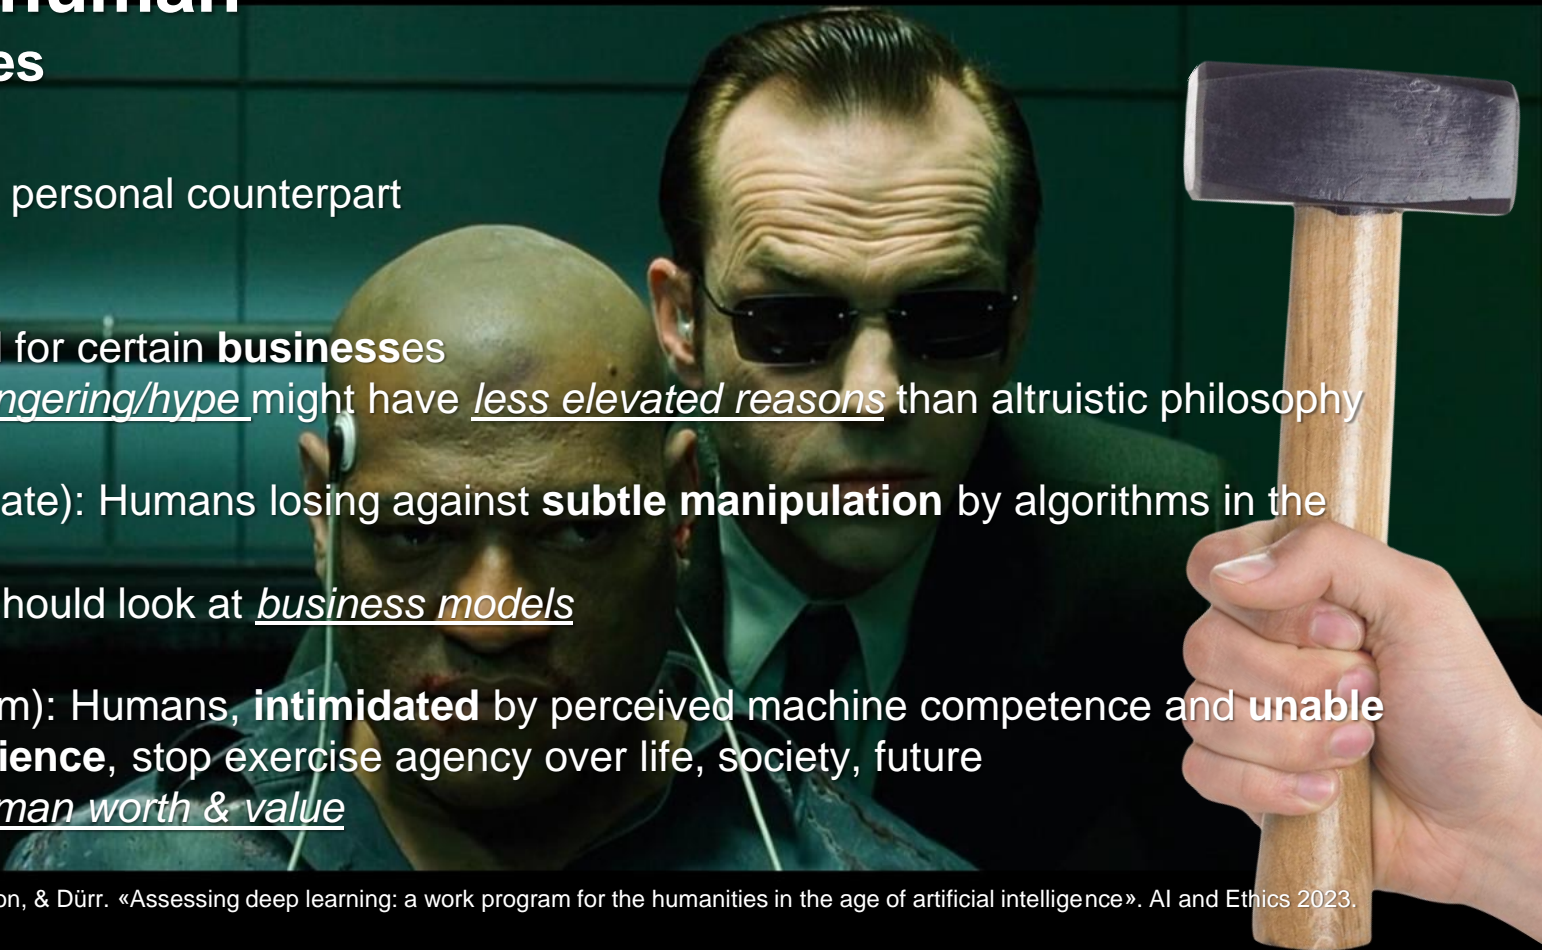 human
es
personal counterpart
for certain businesses
ngering/hype might have less elevated reasons than altruistic philosophy
ate): Humans losing against subtle manipulation by algorithms in the
hould look at business models
m): Humans, intimidated by perceived machine competence and unable
ience, stop exercise agency over life, society, future
man worth & value
on, & Dürr. «Assessing deep learning: a work program for the humanities in the age of artificial intelligence». AI and Ethics 2023.